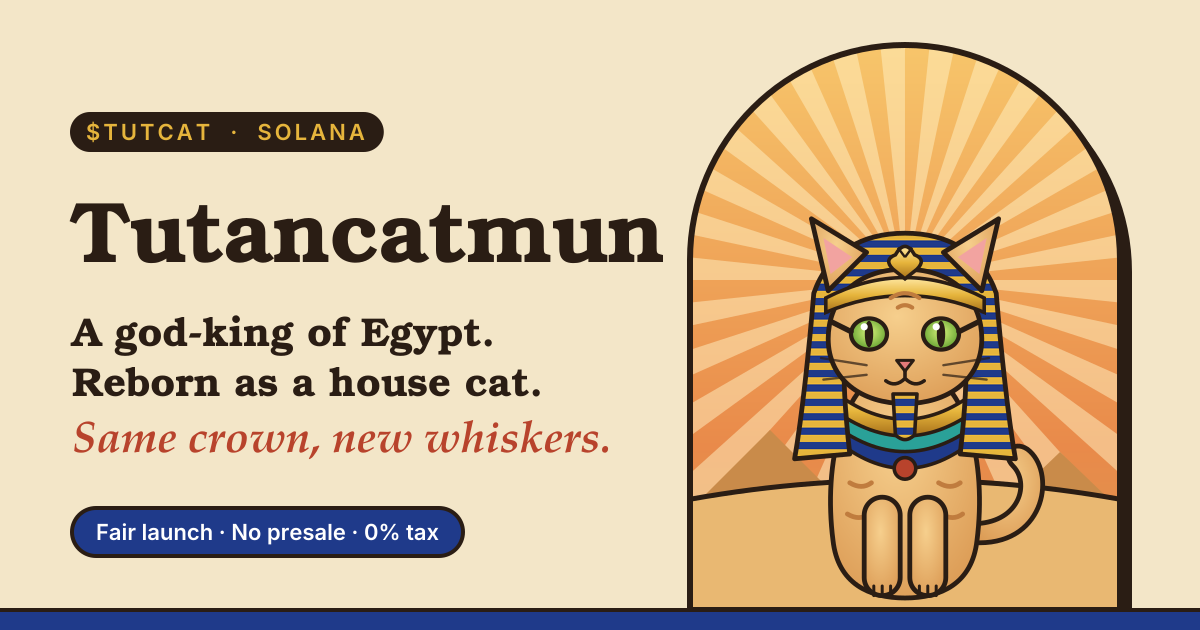 $TUTCAT · SOLANA
Tutancatmun
A god-king of Egypt.
Reborn as a house cat.
Same crown, new whiskers.
Fair launch · No presale · 0% tax